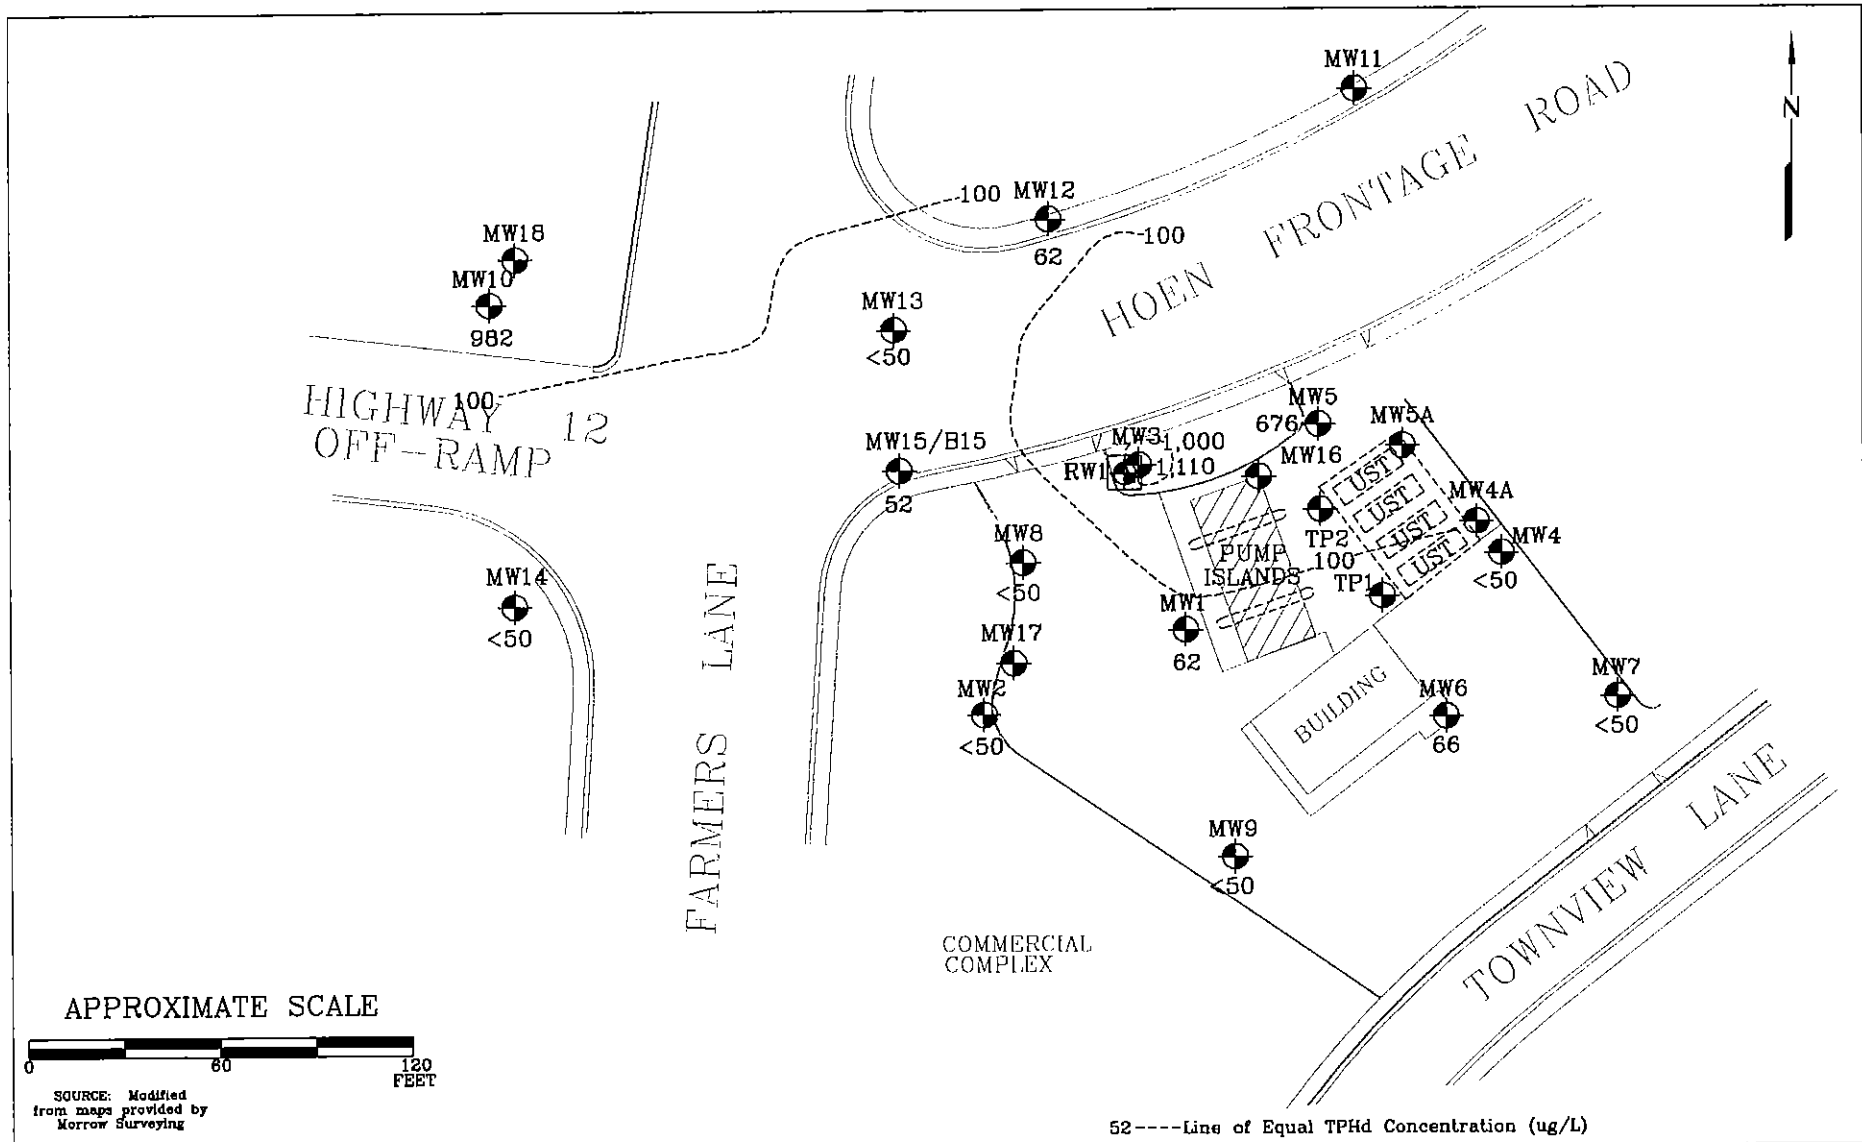 MW11
N
HOEN FRONTAGE ROAD
100
MW12
62
100
MW18
MW10
982
MW13
<50
100
HIGHWAY 12
OFF-RAMP
MW5
676
MW5A
MW3
1,000
1,110
RW1
MW16
MW15/B15
52
UST
UST
UST
UST
MW4A
MW4
<50
TP2
100
TP1
PUMP
ISLANDS
MW8
<50
MW14
<50
MW1
62
MW17
MW2
<50
FARMERS LANE
BUILDING
MW6
66
MW7
<50
MW9
<50
TOWNVIEW LANE
COMMERCIAL
COMPLEX
APPROXIMATE SCALE
0 60 120
FEET
SOURCE: Modified
from maps provided by
Morrow Surveying
52----Line of Equal TPHd Concentration (ug/L)